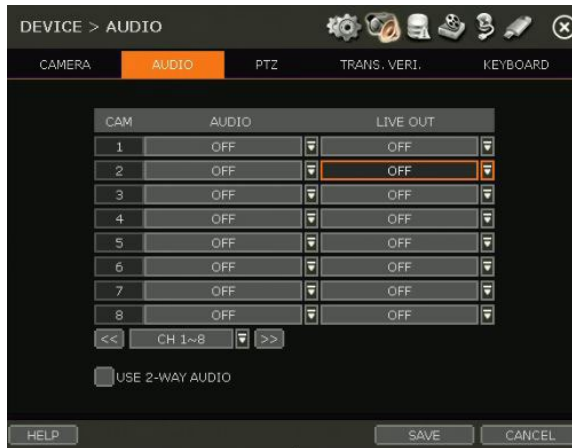 DEVICE > AUDIO
CAMERA AUDIO PTZ TRANS. VERI. KEYBOARD
CAM AUDIO LIVE OUT
1 OFF OFF
2 OFF OFF
3 OFF OFF
4 OFF OFF
5 OFF OFF
6 OFF OFF
7 OFF OFF
8 OFF OFF
<< CH 1~8 >>
USE 2-WAY AUDIO
HELP SAVE CANCEL